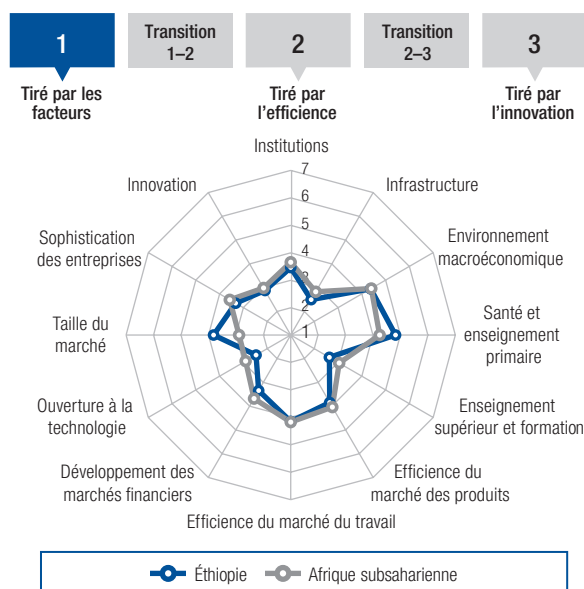 1
Transition
1–2
2
Transition
2–3
3
Tiré par les
facteurs
Tiré par
l’efficience
Tiré par
l’innovation
Institutions
7
6
5
4
3
2
1
Infrastructure
Environnement
macroéconomique
Santé et
enseignement
primaire
Enseignement
supérieur et formation
Efficience du
marché des produits
Efficience du marché du travail
Développement des
marchés financiers
Ouverture à la
technologie
Taille du
marché
Sophistication
des entreprises
Innovation
Éthiopie
Afrique subsaharienne